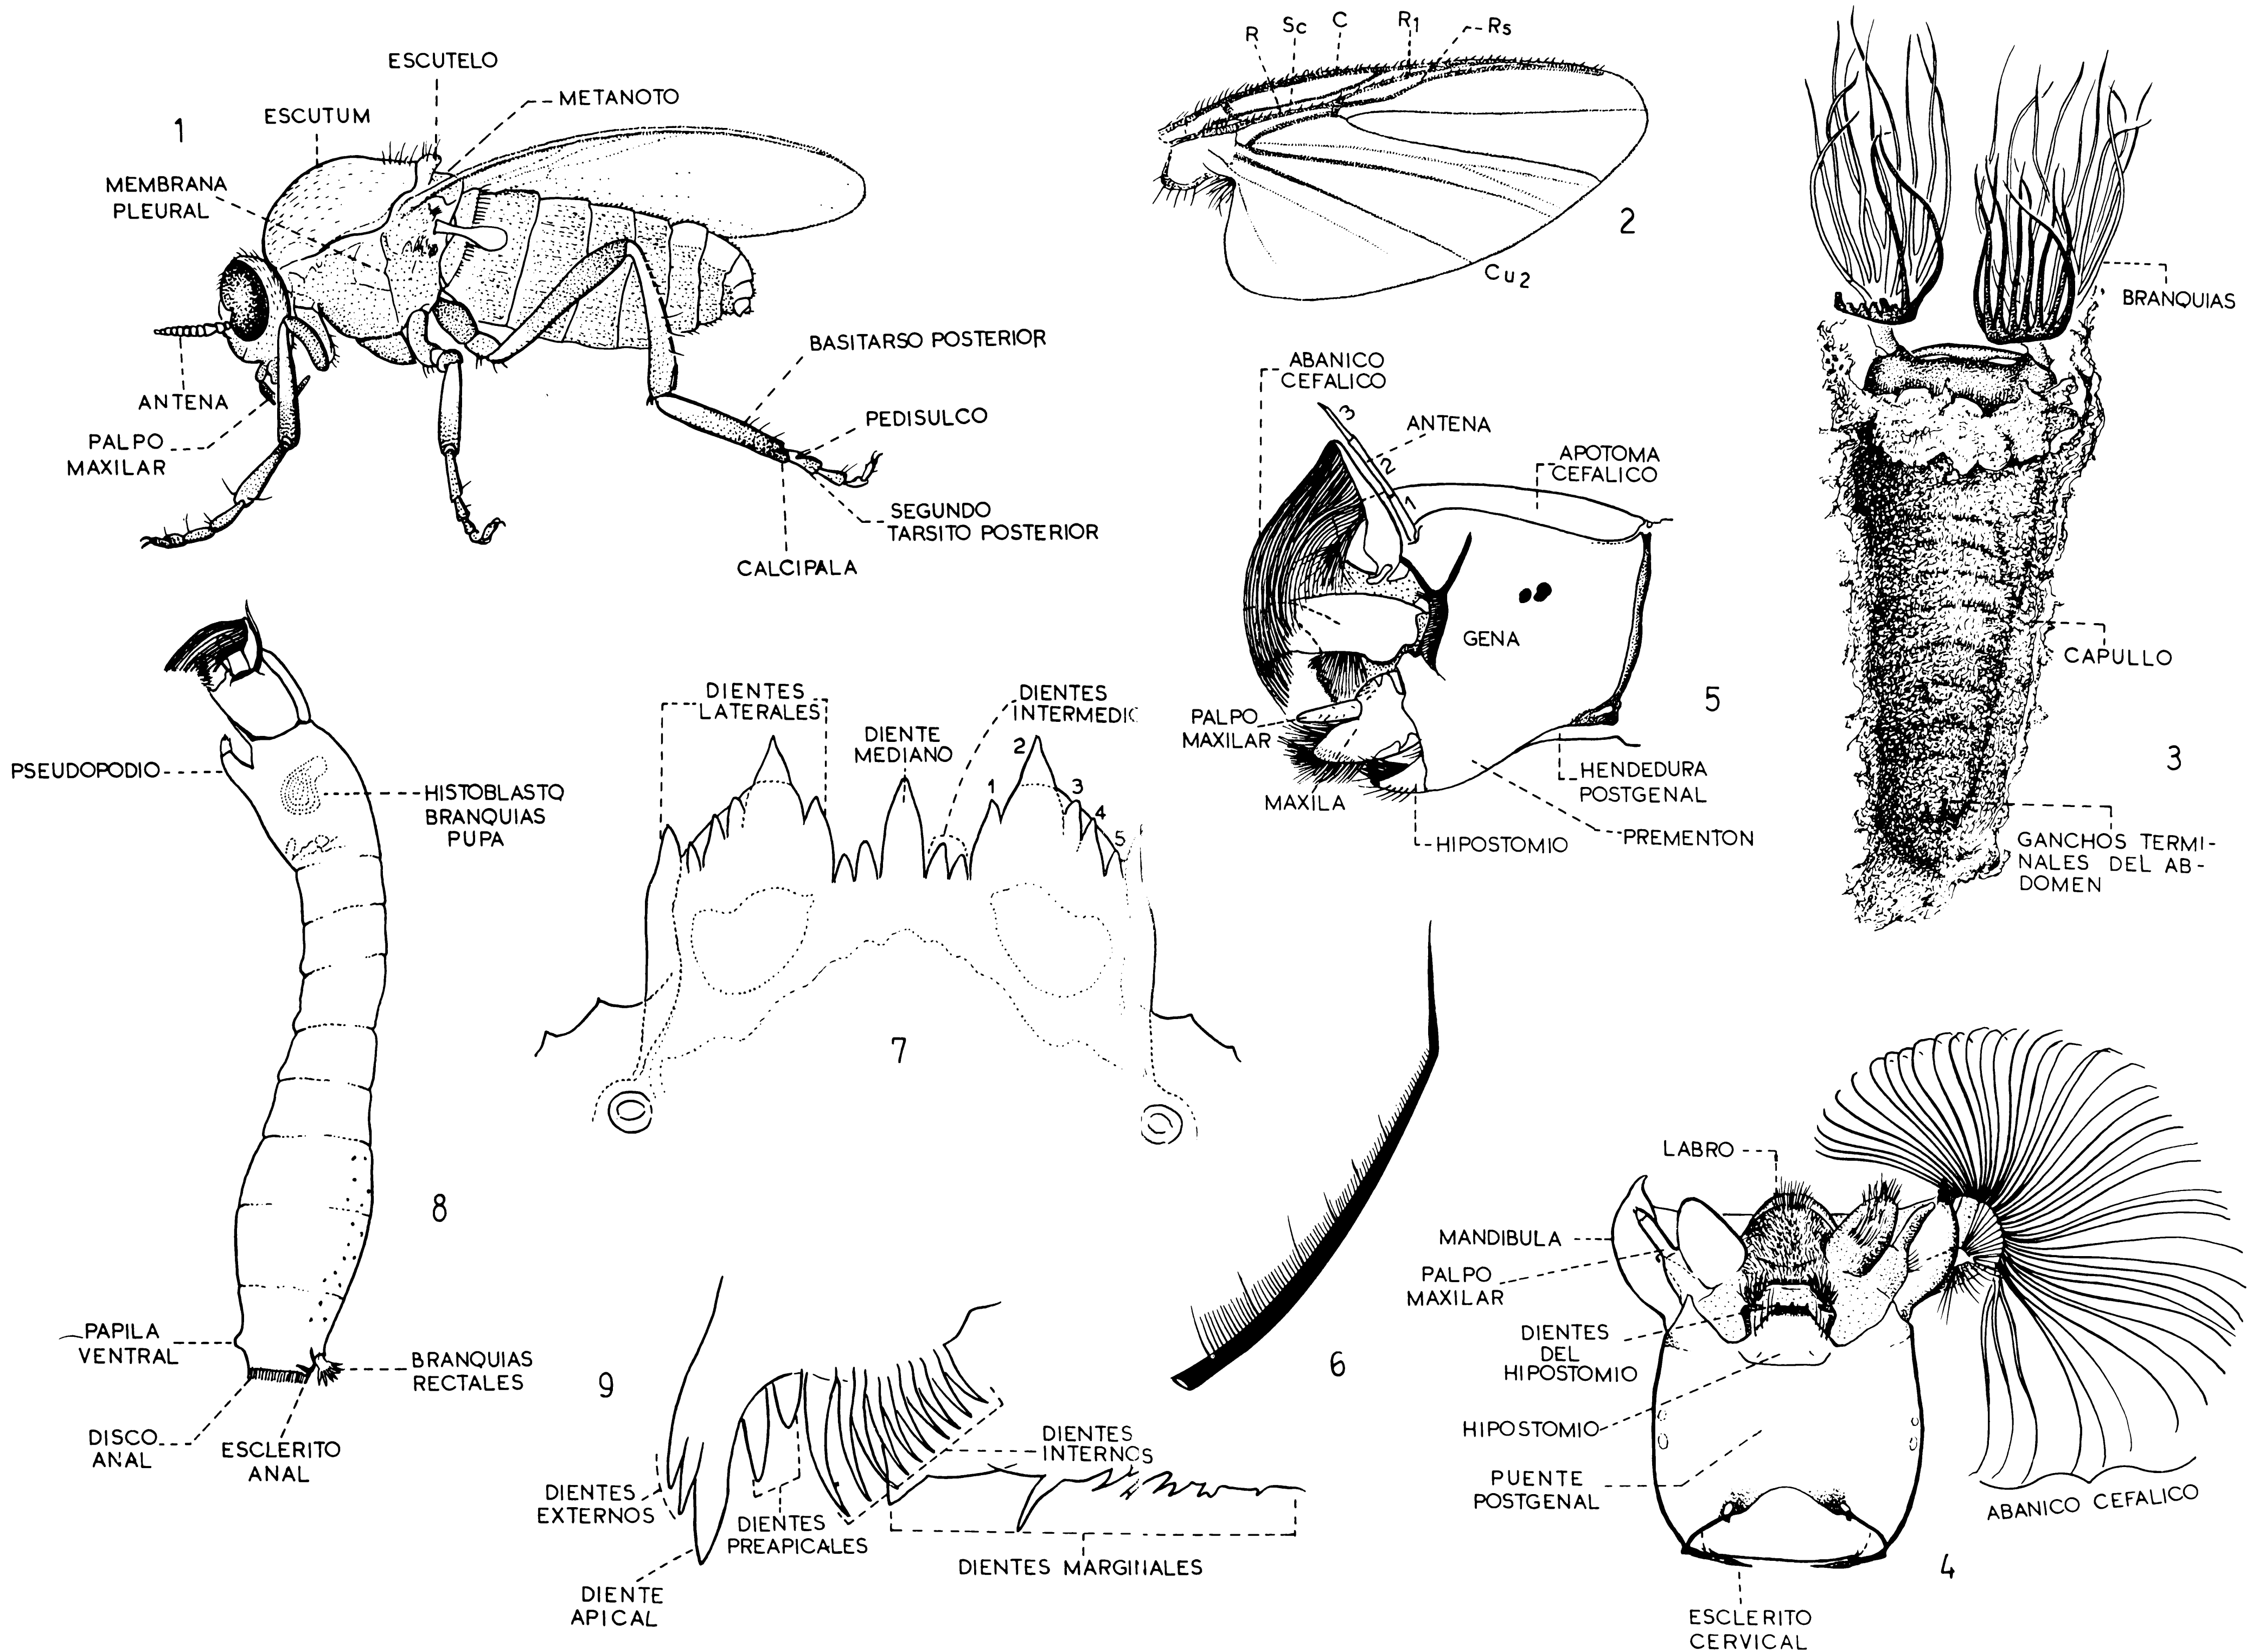 1
ESCUTELO
METANOTO
ESCUTUM
MEMBRANA
PLEURAL
ANTENA
PALPO
MAXILAR
BASITARSO POSTERIOR
PEDISULCO
SEGUNDO
TARSITO POSTERIOR
CALCIPALA
R
Sc
C
R1
Rs
2
Cu2
BRANQUIAS
CAPULLO
3
GANCHOS TERMI-
NALES DEL AB-
DOMEN
ABANICO
CEFALICO
3
ANTENA
2
1
APOTOMA
CEFALICO
GENA
5
PALPO
MAXILAR
MAXILA
HENDEDURA
POSTGENAL
HIPOSTOMIO
PREMENTON
PSEUDOPODIO
HISTOBLASTO
BRANQUIAS
PUPA
8
PAPILA
VENTRAL
BRANQUIAS
RECTALES
DISCO
ANAL
ESCLERITO
ANAL
DIENTES
LATERALES
DIENTE
MEDIANO
DIENTES
INTERMEDIO
1
2
3
4
5
7
6
9
DIENTES
EXTERNOS
DIENTES
PREAPICALES
DIENTES
INTERNOS
DIENTES MARGINALES
DIENTE
APICAL
LABRO
MANDIBULA
PALPO
MAXILAR
DIENTES
DEL
HIPOSTOMIO
HIPOSTOMIO
PUENTE
POSTGENAL
ABANICO CEFALICO
4
ESCLERITO
CERVICAL